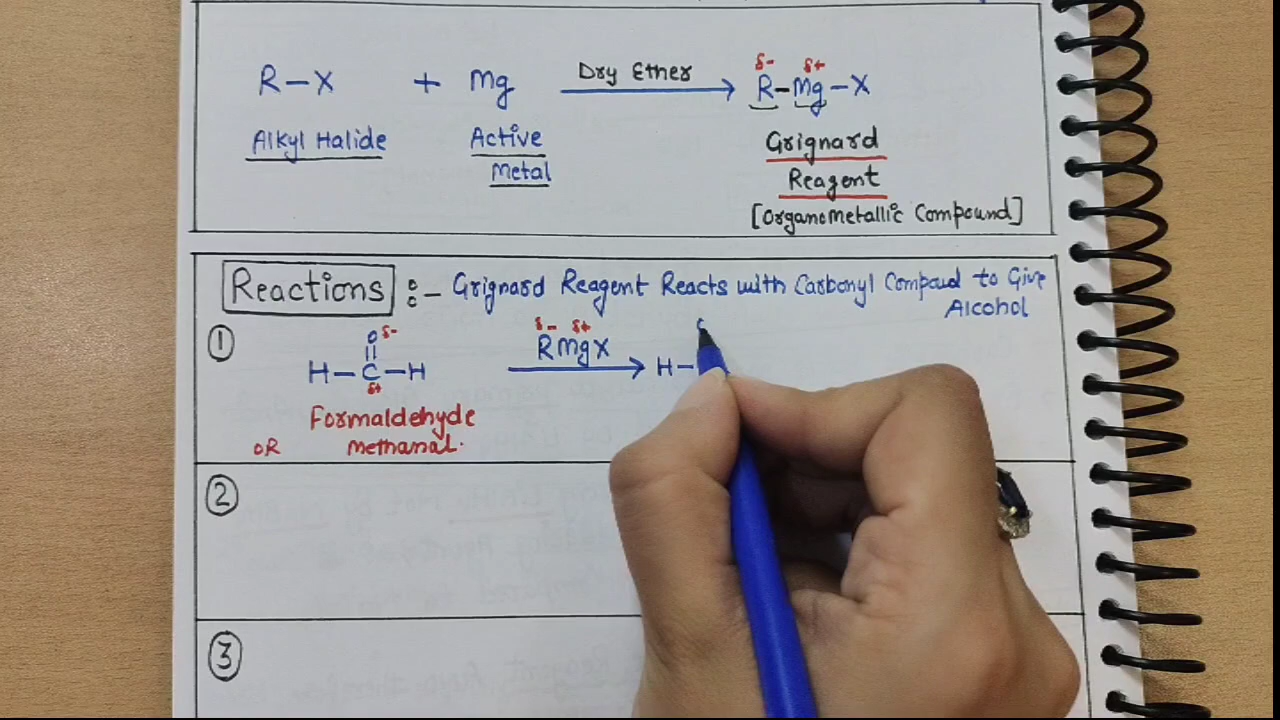 R-X + Mg Dry Ether R-Mg-X
δ- δ+
Alkyl Halide Active Metal Grignard Reagent
[Organometallic Compound]
Reactions :- Grignard Reagent Reacts with Carbonyl Compoud to Give Alcohol
①
O δ-
||
H-C-H
δ+
δ- δ+
RMgX
H-
Formaldehyde
OR methanal.
②
③